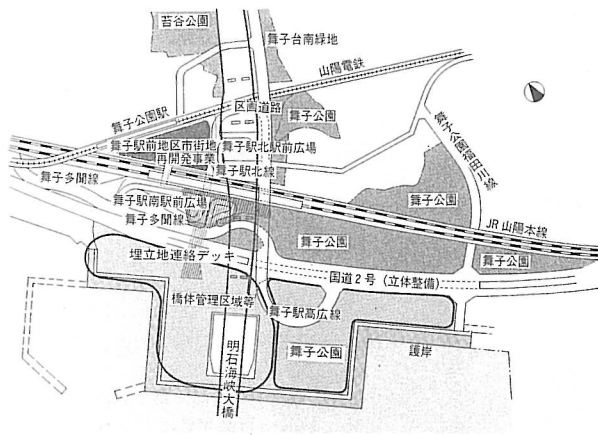 苔谷公園
舞子台南緑地
山陽電鉄
区画道路
舞子公園駅
舞子公園
舞子公園福田川線
舞子駅前地区市街地
再開発事業
舞子駅北駅前広場
舞子駅北線
舞子多聞線
舞子駅南駅前広場
舞子公園
舞子多聞線
JR山陽本線
舞子公園
舞子公園
埋立地連絡デッキ
国道2号（立体整備）
橋体管理区域等
舞子駅高広線
舞子公園
護岸
明石海峡大橋